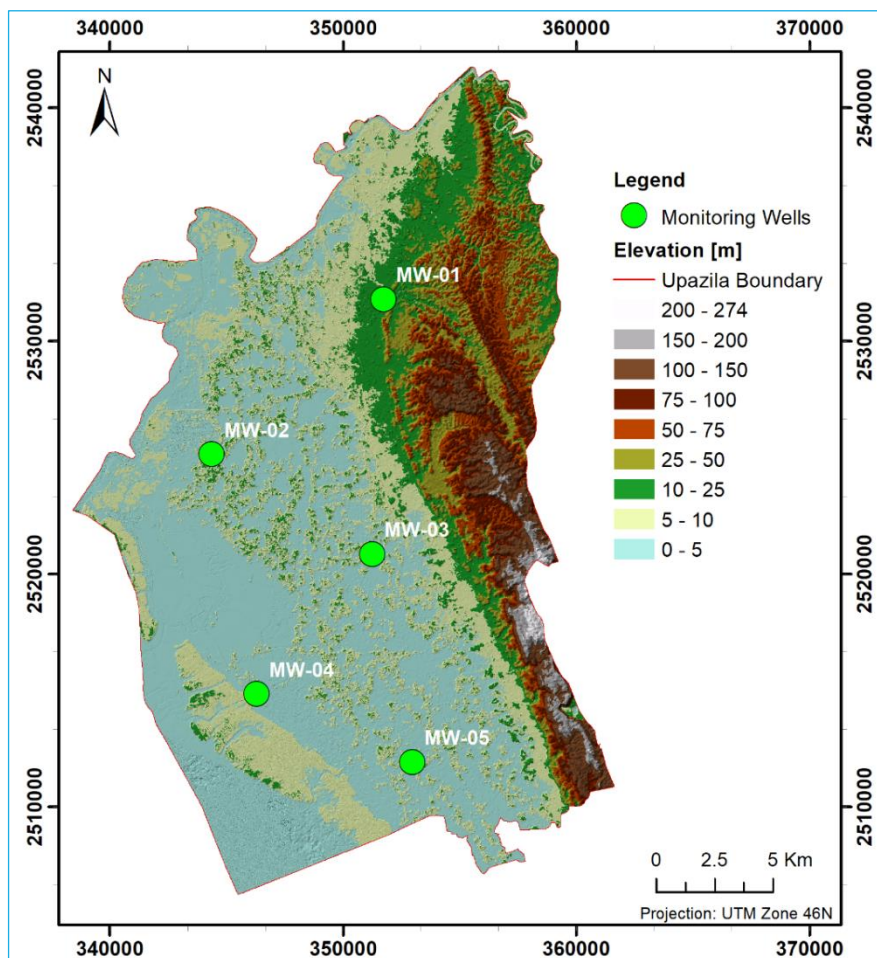 340000 350000 360000 370000
N
2540000 2540000
Legend
Monitoring Wells
Elevation [m]
Upazila Boundary
200 - 274
150 - 200
100 - 150
75 - 100
50 - 75
25 - 50
10 - 25
5 - 10
0 - 5
MW-01
2530000 2530000
MW-02
MW-03
2520000 2520000
MW-04
MW-05
2510000 2510000
0 2.5 5 Km
Projection: UTM Zone 46N
340000 350000 360000 370000